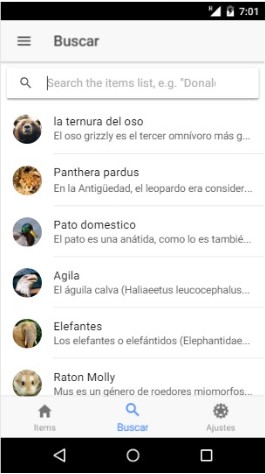 7:01
Buscar
Search the items list, e.g. "Donal
la ternura del oso
El oso grizzly es el tercer omnívoro más g...
Panthera pardus
En la Antigüedad, el leopardo era consider...
Pato domestico
El pato es una anátida, como lo es tambié...
Agila
El águila calva (Haliaeetus leucocephalus...
Elefantes
Los elefantes o elefántidos (Elephantidae...
Raton Molly
Mus es un género de roedores miomorfos...
Items Buscar Ajustes